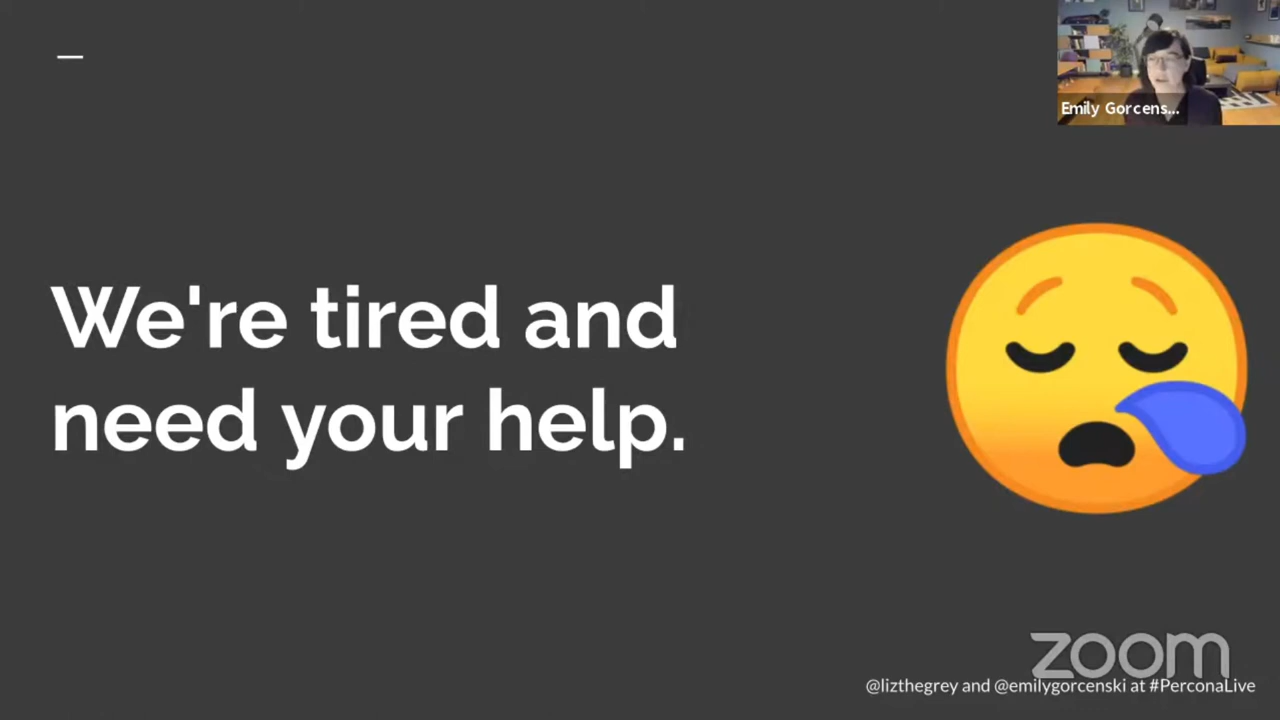 Emily Gorcens...
We're tired and
need your help.
zoom
@lizthegrey and @emilygorcenski at #PerconaLive